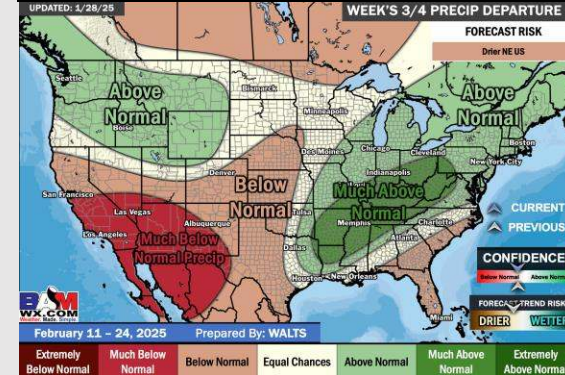 UPDATED: 1/28/25
WEEK'S 3/4 PRECIP DEPARTURE
FORECAST RISK
Drier NE US
Seattle
Above
Normal
Boise
Bismarck
Minneapolis
Above
Normal
Boston
Des Moines
Chicago
Cleveland
New York City
Denver
Indianapolis
San Francisco
Below
Normal
Much Above
Normal
Las Vegas
Tulsa
Memphis
Charlotte
Los Angeles
Albuquerque
Atlanta
Much Below
Normal Precip
Dallas
Houston
New Orleans
Miami
CURRENT
PREVIOUS
CONFIDENCE
Below Normal
Above Norm
FORECAST TREND RISK
DRIER
WETTER
BAM
WX.COM
Weather. Made. Simple.
February 11 – 24, 2025
Prepared By: WALTS
Extremely
Below Normal
Much Below
Normal
Below Normal
Equal Chances
Above Normal
Much Above
Normal
Extremely
Above Normal